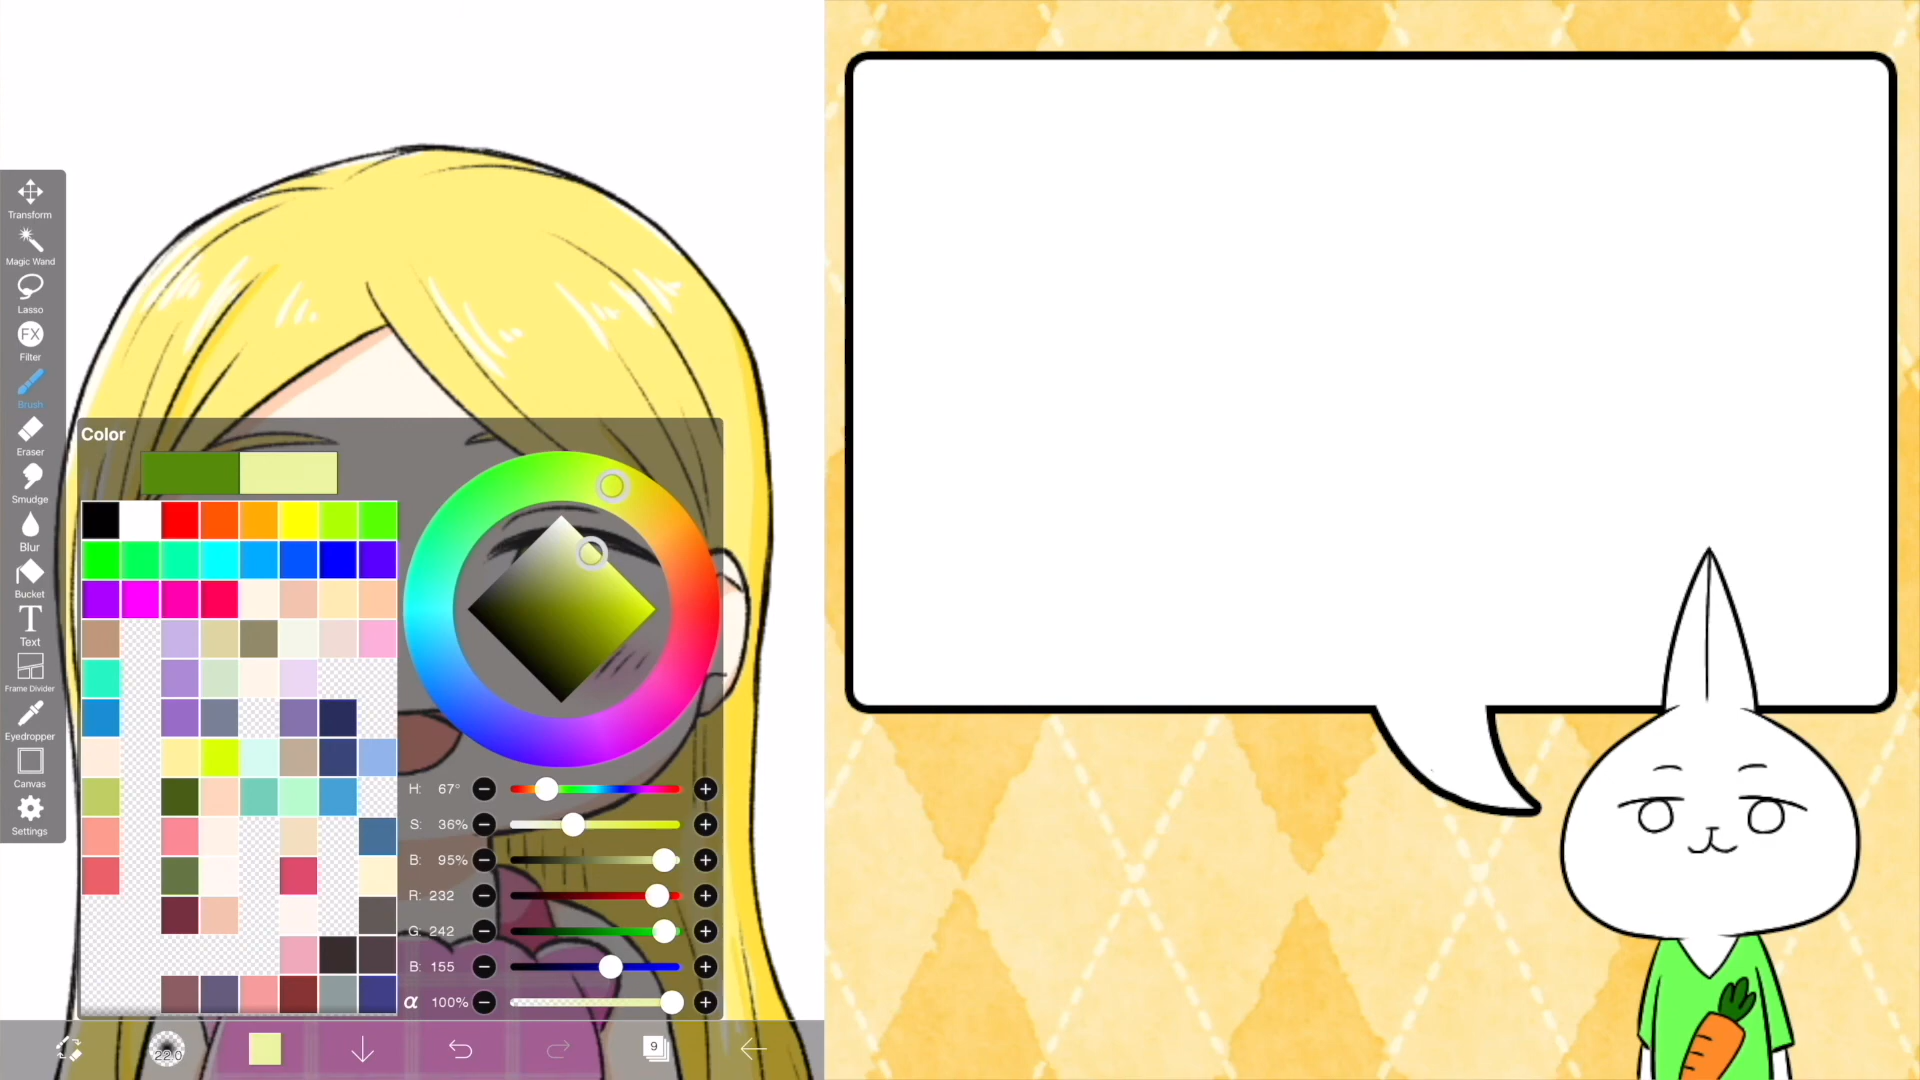 Transform
Magic Wand
Lasso
FX
Filter
Brush
Eraser
Smudge
Blur
Bucket
T
Text
Frame Divider
Eyedropper
Canvas
Settings
Color
H: 67°
S: 36%
B: 95%
R: 232
G: 242
B: 155
α 100%
22.0
9